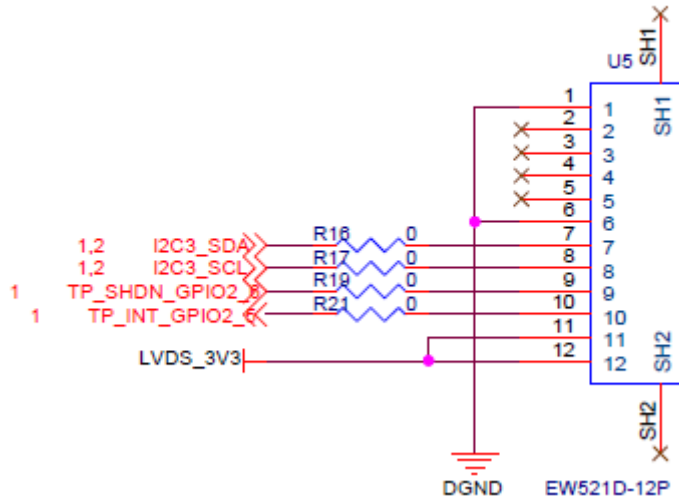 SH1
U5
1 1 SH1
2 2
3 3
4 4
5 5
6 6
1,2 I2C3_SDA R16 0 7 7
1,2 I2C3_SCL R17 0 8 8
1 TP_SHDN_GPIO2_ R19 0 9 9
1 TP_INT_GPIO2_6 R21 0 10 10
11 11
LVDS_3V3 12 12 SH2
SH2
DGND EW521D-12P